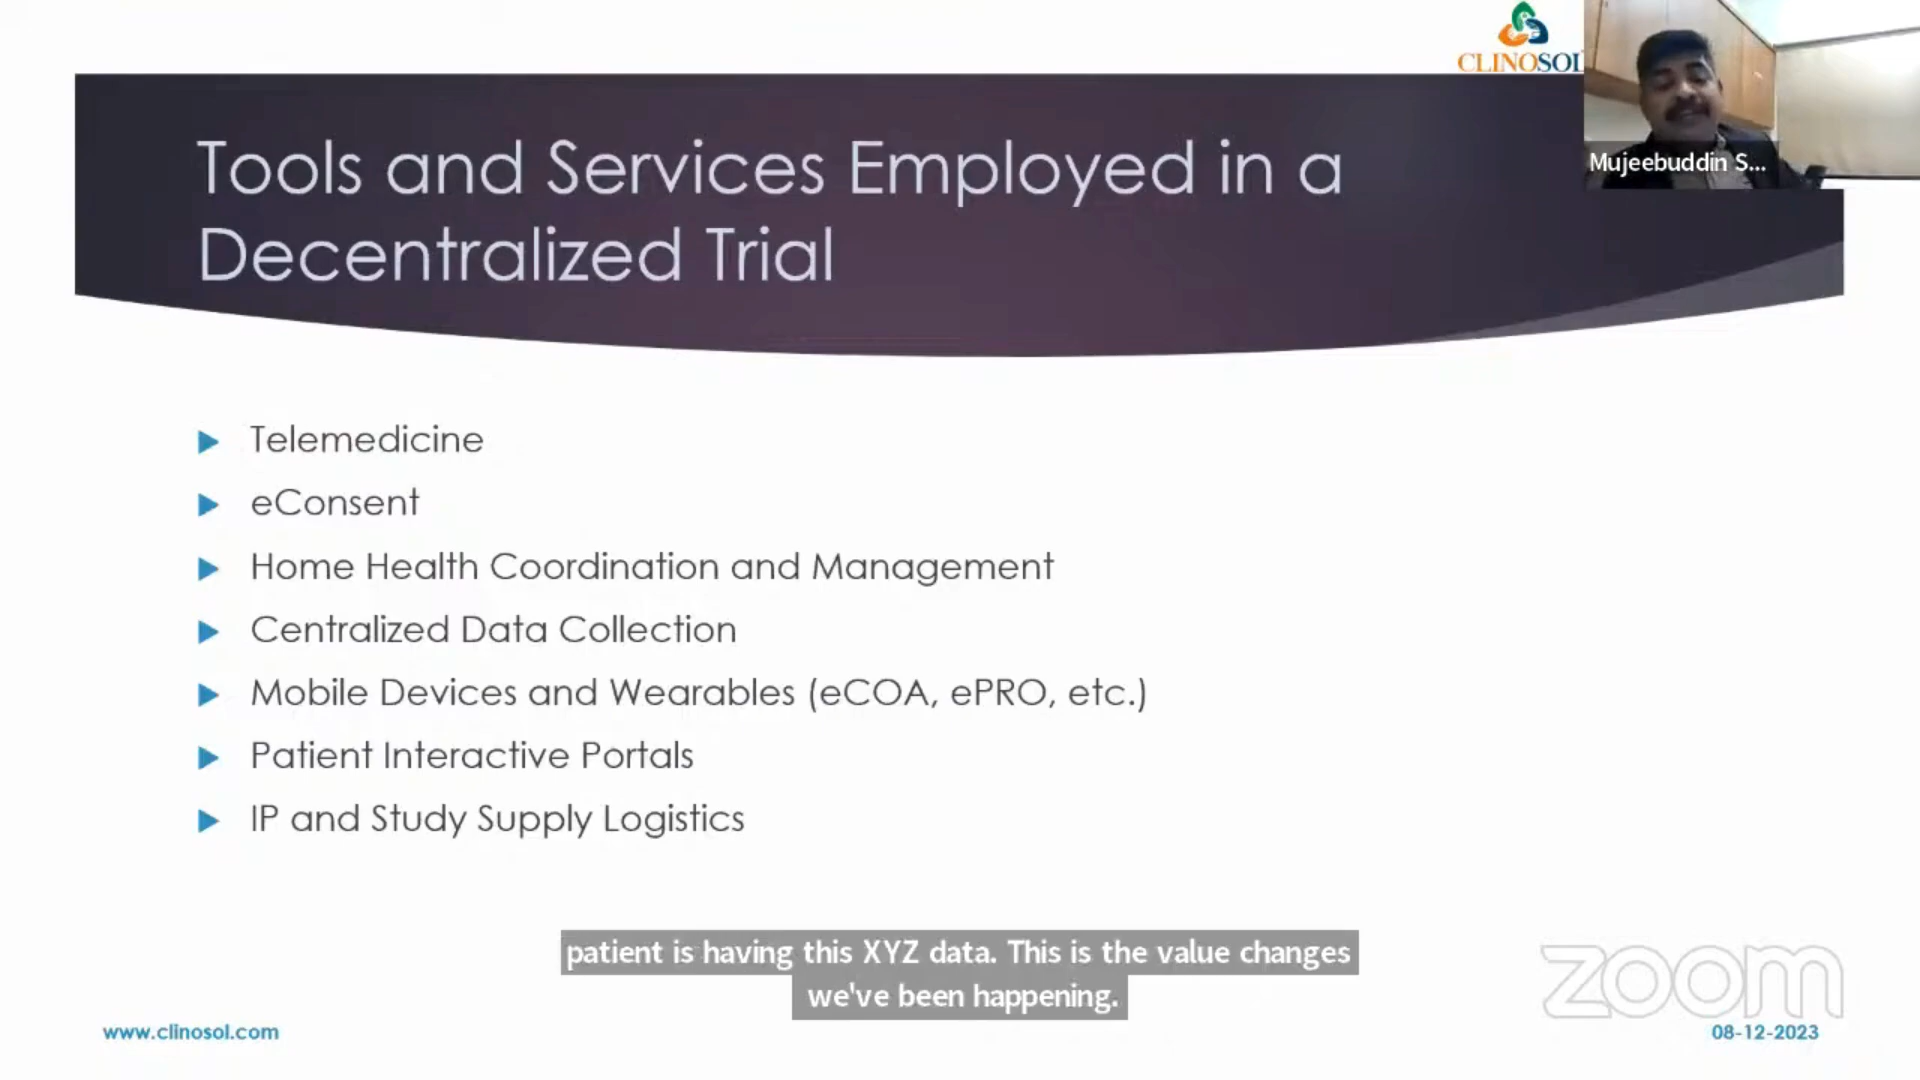 CLINOSOL
Mujeebuddin S...
Tools and Services Employed in a
Decentralized Trial
Telemedicine
eConsent
Home Health Coordination and Management
Centralized Data Collection
Mobile Devices and Wearables (eCOA, ePRO, etc.)
Patient Interactive Portals
IP and Study Supply Logistics
patient is having this XYZ data. This is the value changes
we've been happening.
zoom
www.clinosol.com
08-12-2023